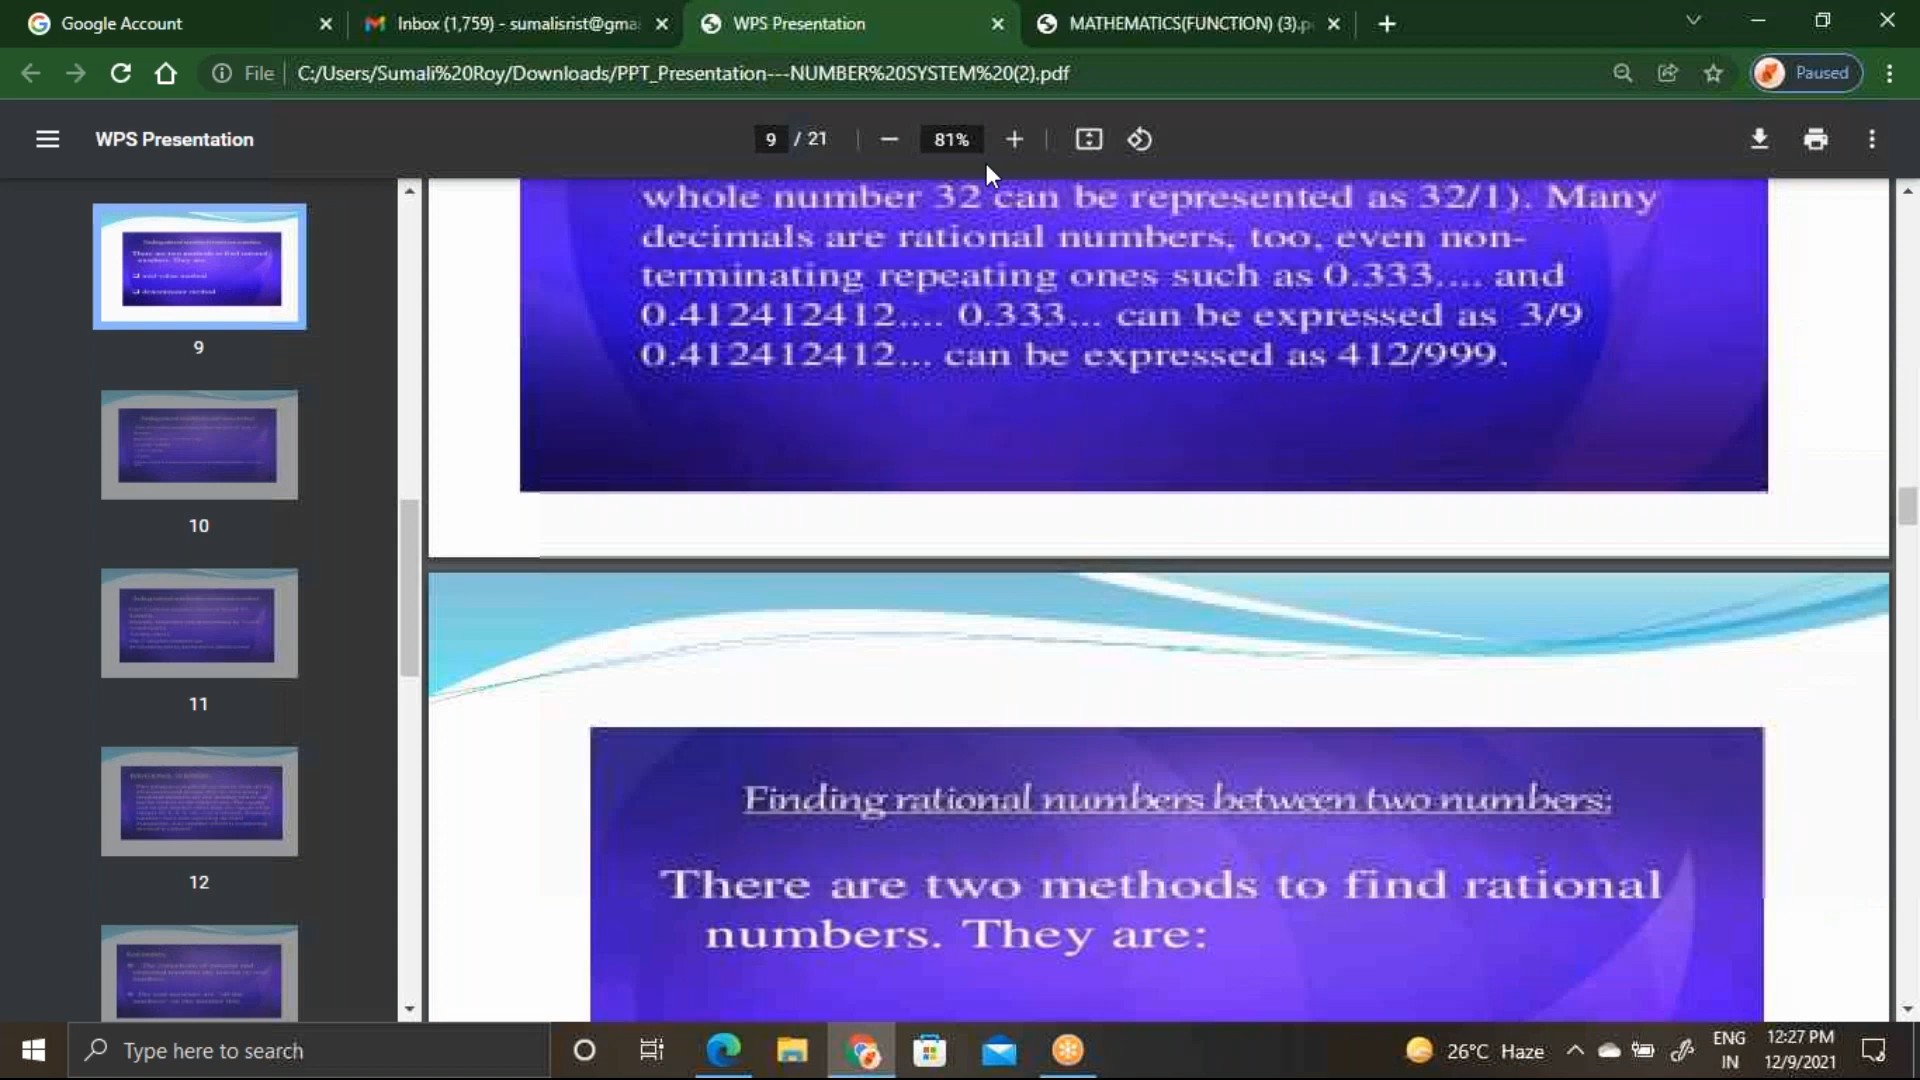 Google Account
Inbox (1,759) - sumalisrist@gma
WPS Presentation
MATHEMATICS(FUNCTION) (3).p
File
C:/Users/Sumali%20Roy/Downloads/PPT_Presentation---NUMBER%20SYSTEM%20(2).pdf
Paused
WPS Presentation
9 / 21
81%
whole number 32 can be represented as 32/1). Many
decimals are rational numbers, too, even non-
terminating repeating ones such as 0.333.... and
0.412412412.... 0.333... can be expressed as 3/9
0.412412412... can be expressed as 412/999.
Finding rational numbers between two numbers:
There are two methods to find rational
numbers. They are:
9
10
11
12
Type here to search
26°C Haze
ENG
IN
12:27 PM
12/9/2021